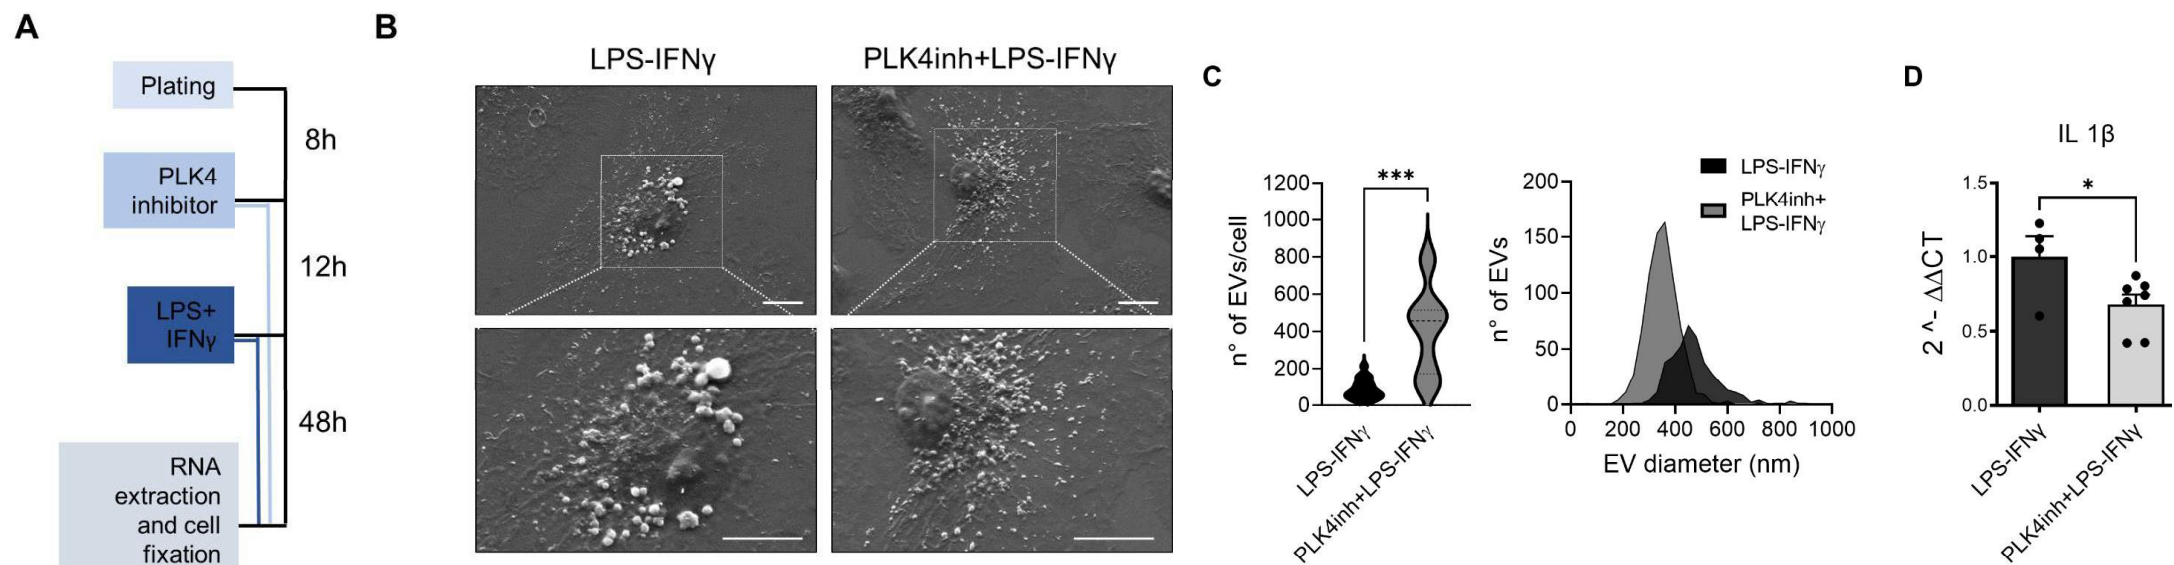 A
Plating
8h
PLK4
inhibitor
12h
LPS+
IFNγ
48h
RNA
extraction
and cell
fixation
B
LPS-IFNγ
PLK4inh+LPS-IFNγ
C
n° of EVs/cell
1200
1000
800
600
400
200
0
***
LPS-IFNγ
PLK4inh+LPS-IFNγ
n° of EVs
200
150
100
50
0
0 200 400 600 800 1000
EV diameter (nm)
LPS-IFNγ
PLK4inh+
LPS-IFNγ
D
IL 1β
2 ^- ΔΔCT
1.5
1.0
0.5
0.0
*
LPS-IFNγ
PLK4inh+LPS-IFNγ